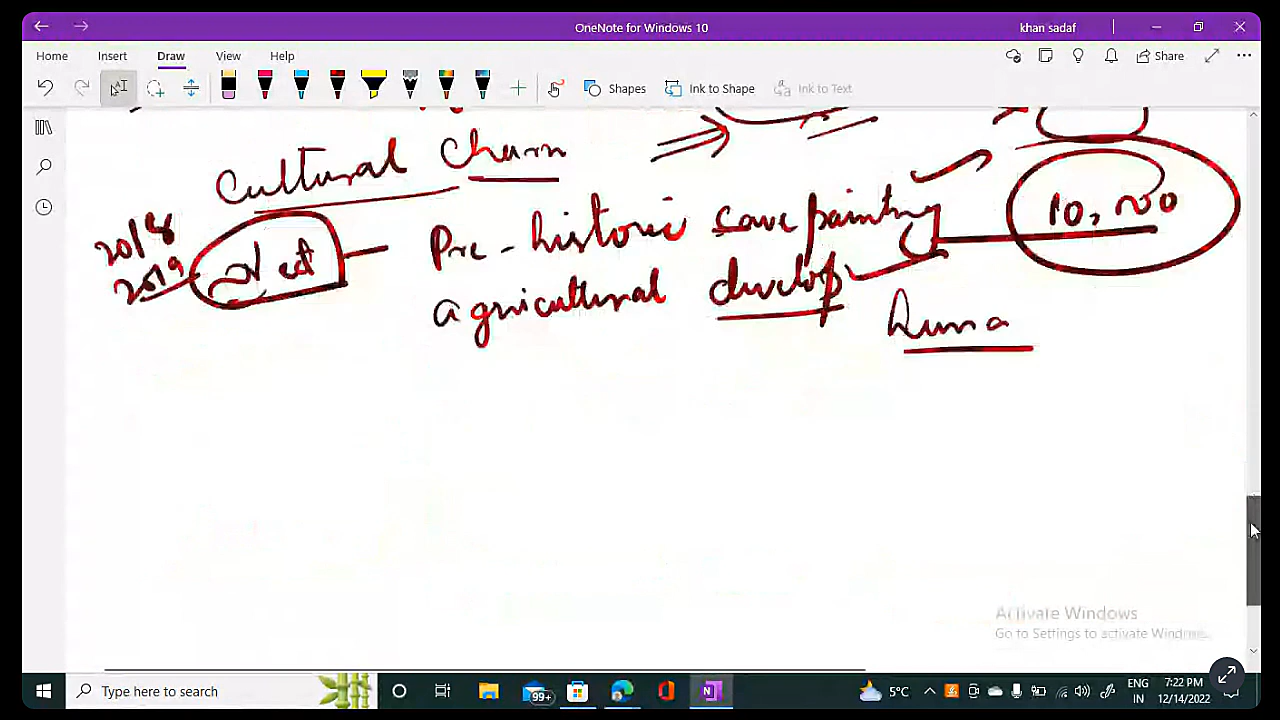 OneNote for Windows 10
khan sadaf
Home
Insert
Draw
View
Help
Share
Shapes
Ink to Shape
Ink to Text
Cultural
10,000
2018
2019
Pre-historic cave painting
agricultural develop
huma
Activate Windows
Go to Settings to activate Windows.
Type here to search
99+
5°C
ENG
IN
7:22 PM
12/14/2022